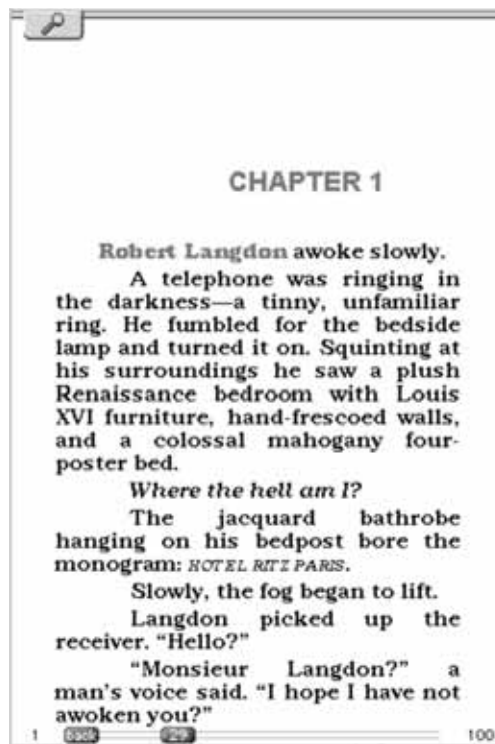 CHAPTER 1
Robert Langdon awoke slowly.
A telephone was ringing in
the darkness—a tinny, unfamiliar
ring. He fumbled for the bedside
lamp and turned it on. Squinting at
his surroundings he saw a plush
Renaissance bedroom with Louis
XVI furniture, hand-frescoed walls,
and a colossal mahogany four-
poster bed.
Where the hell am I?
The jacquard bathrobe
hanging on his bedpost bore the
monogram: HOTEL RITZ PARIS.
Slowly, the fog began to lift.
Langdon picked up the
receiver. “Hello?”
“Monsieur Langdon?” a
man’s voice said. “I hope I have not
awoken you?”
1 back 29 100